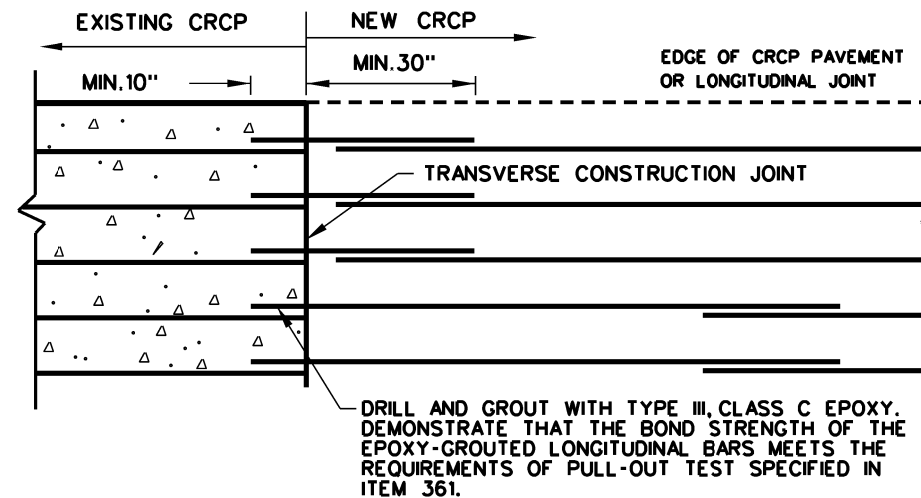 EXISTING CRCP
NEW CRCP
MIN.10"
MIN.30"
EDGE OF CRCP PAVEMENT
OR LONGITUDINAL JOINT
TRANSVERSE CONSTRUCTION JOINT
DRILL AND GROUT WITH TYPE III, CLASS C EPOXY.
DEMONSTRATE THAT THE BOND STRENGTH OF THE
EPOXY-GROUTED LONGITUDINAL BARS MEETS THE
REQUIREMENTS OF PULL-OUT TEST SPECIFIED IN
ITEM 361.